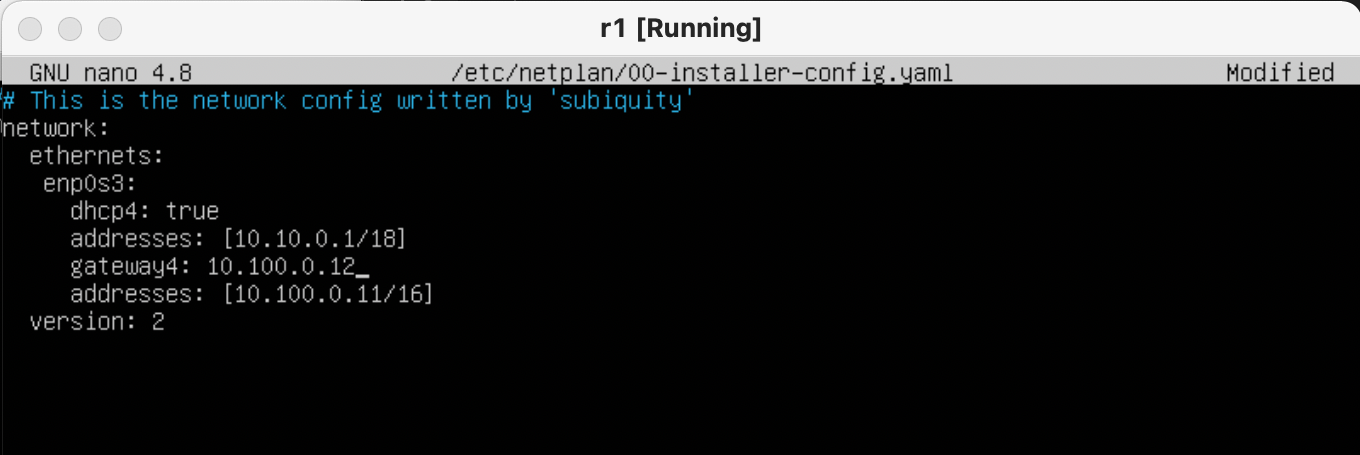 r1 [Running]
GNU nano 4.8 /etc/netplan/00-installer-config.yaml Modified
# This is the network config written by 'subiquity'
network:
  ethernets:
   enp0s3:
     dhcp4: true
     addresses: [10.10.0.1/18]
     gateway4: 10.100.0.12_
     addresses: [10.100.0.11/16]
  version: 2